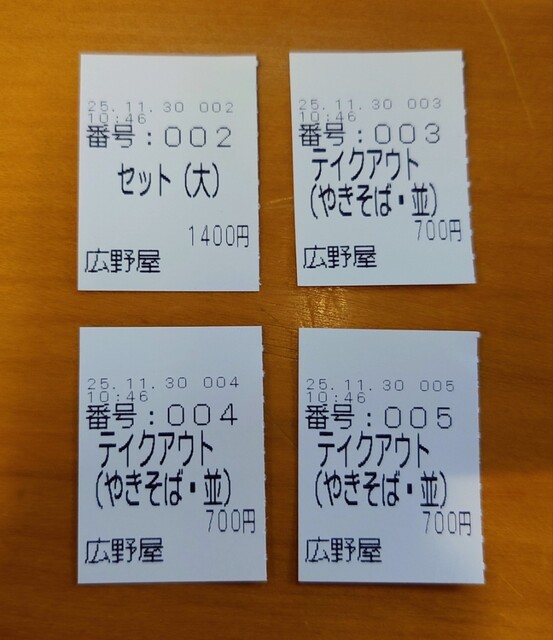 25.11.30 002
10:46
番号:002
セット(大)
1400円
広野屋
25.11.30 003
10:46
番号:003
テイクアウト
(やきそば・並)
700円
広野屋
25.11.30 004
10:46
番号:004
テイクアウト
(やきそば・並)
700円
広野屋
25.11.30 005
10:46
番号:005
テイクアウト
(やきそば・並)
700円
広野屋